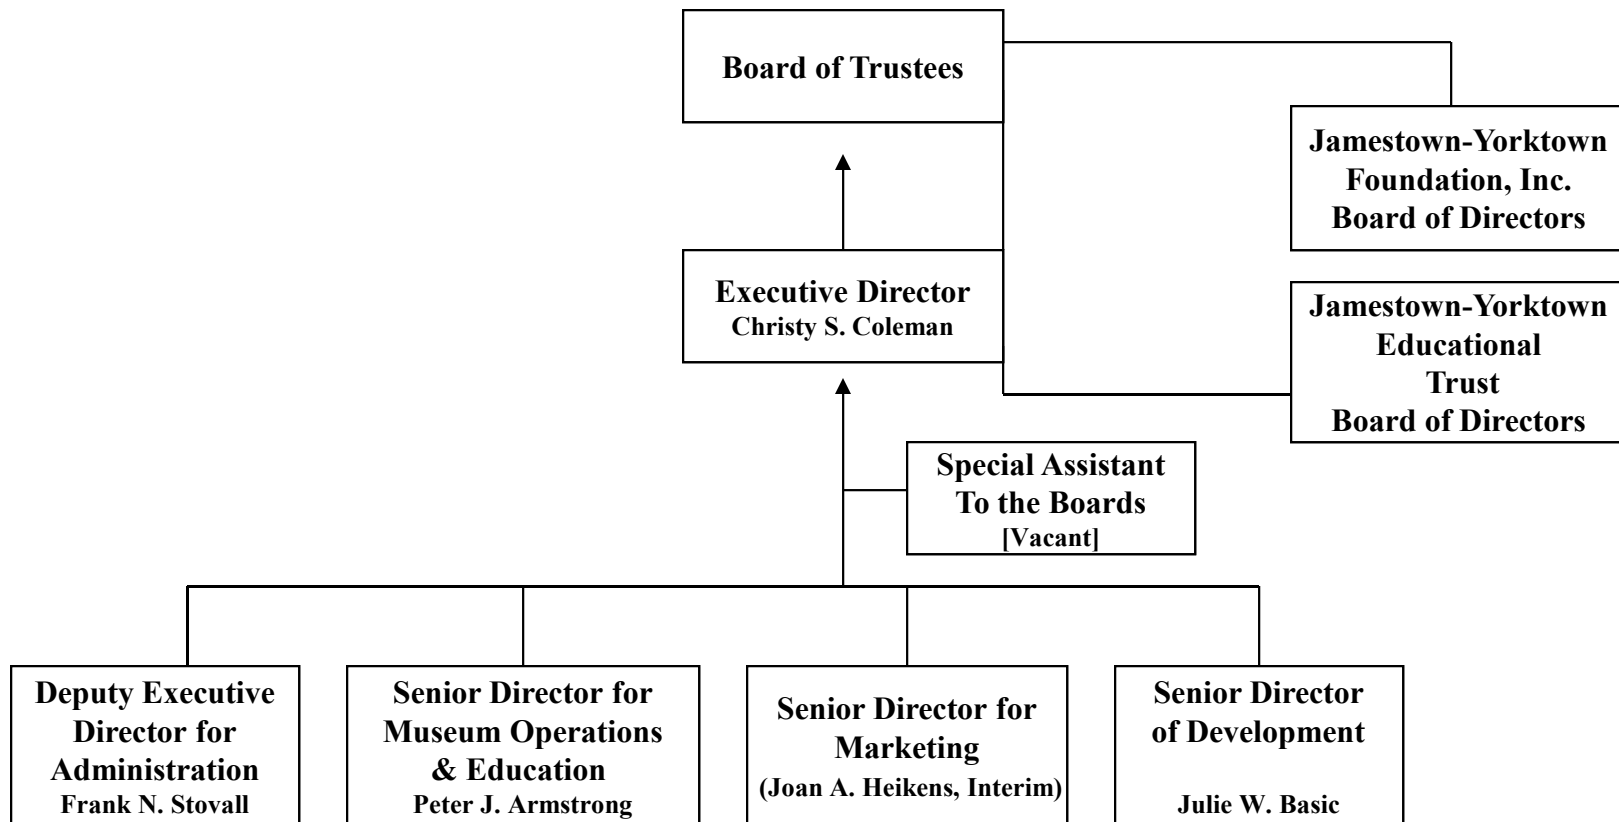 Board of Trustees
Jamestown-Yorktown
Foundation, Inc.
Board of Directors
Executive Director
Christy S. Coleman
Jamestown-Yorktown
Educational
Trust
Board of Directors
Special Assistant
To the Boards
[Vacant]
Deputy Executive
Director for
Administration
Frank N. Stovall
Senior Director for
Museum Operations
& Education
Peter J. Armstrong
Senior Director for
Marketing
(Joan A. Heikens, Interim)
Senior Director
of Development
Julie W. Basic